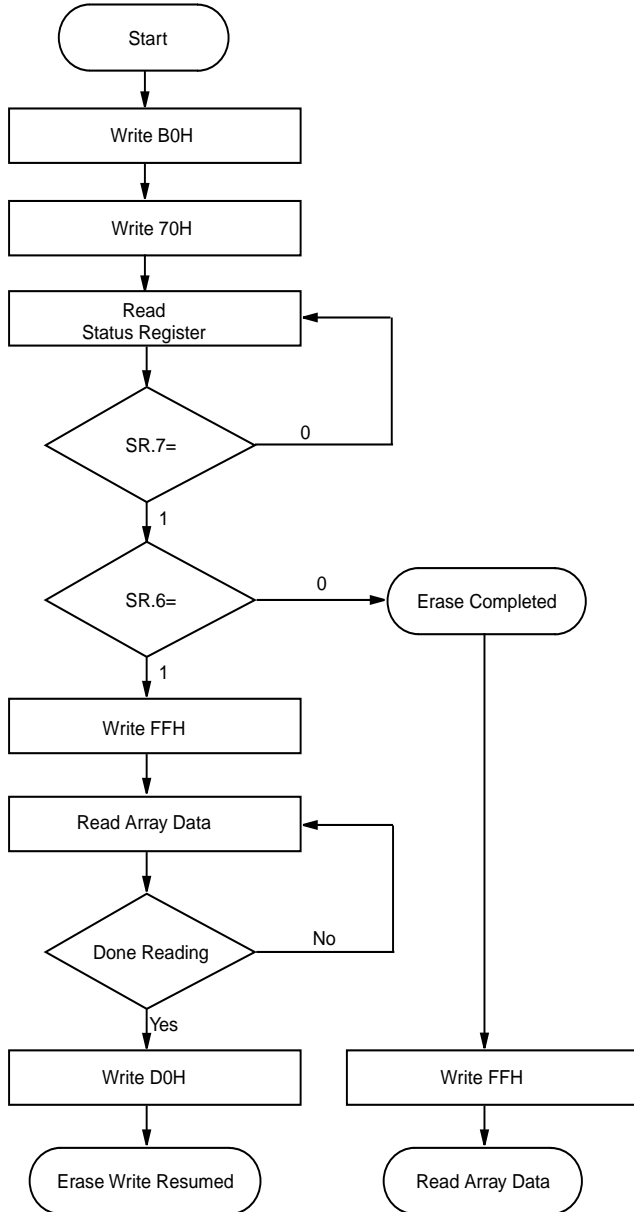 Start
Write B0H
Write 70H
Read
Status Register
SR.7=
0
1
SR.6=
0
Erase Completed
1
Write FFH
Read Array Data
Done Reading
No
Yes
Write D0H
Write FFH
Erase Write Resumed
Read Array Data